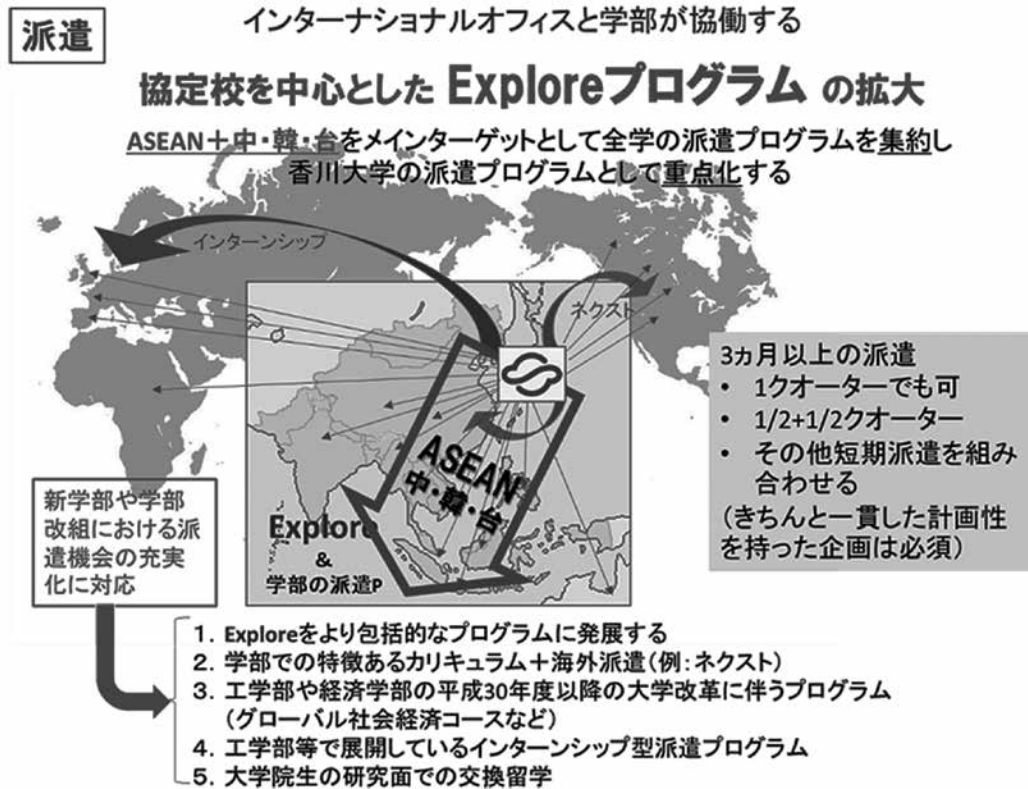 派遣
インターナショナルオフィスと学部が協働する
協定校を中心とした Exploreプログラム の拡大
ASEAN＋中・韓・台をメインターゲットとして全学の派遣プログラムを集約し
香川大学の派遣プログラムとして重点化する
インターンシップ
ネクスト
ASEAN
中・韓・台
Explore
&
学部の派遣P
3ヵ月以上の派遣
• 1クオーターでも可
• 1/2+1/2クオーター
• その他短期派遣を組み
合わせる
（きちんと一貫した計画性
を持った企画は必須）
新学部や学部
改組における派
遣機会の充実
化に対応
1. Exploreをより包括的なプログラムに発展する
2. 学部での特徴あるカリキュラム＋海外派遣（例：ネクスト）
3. 工学部や経済学部の平成30年度以降の大学改革に伴うプログラム
（グローバル社会経済コースなど）
4. 工学部等で展開しているインターンシップ型派遣プログラム
5. 大学院生の研究面での交換留学